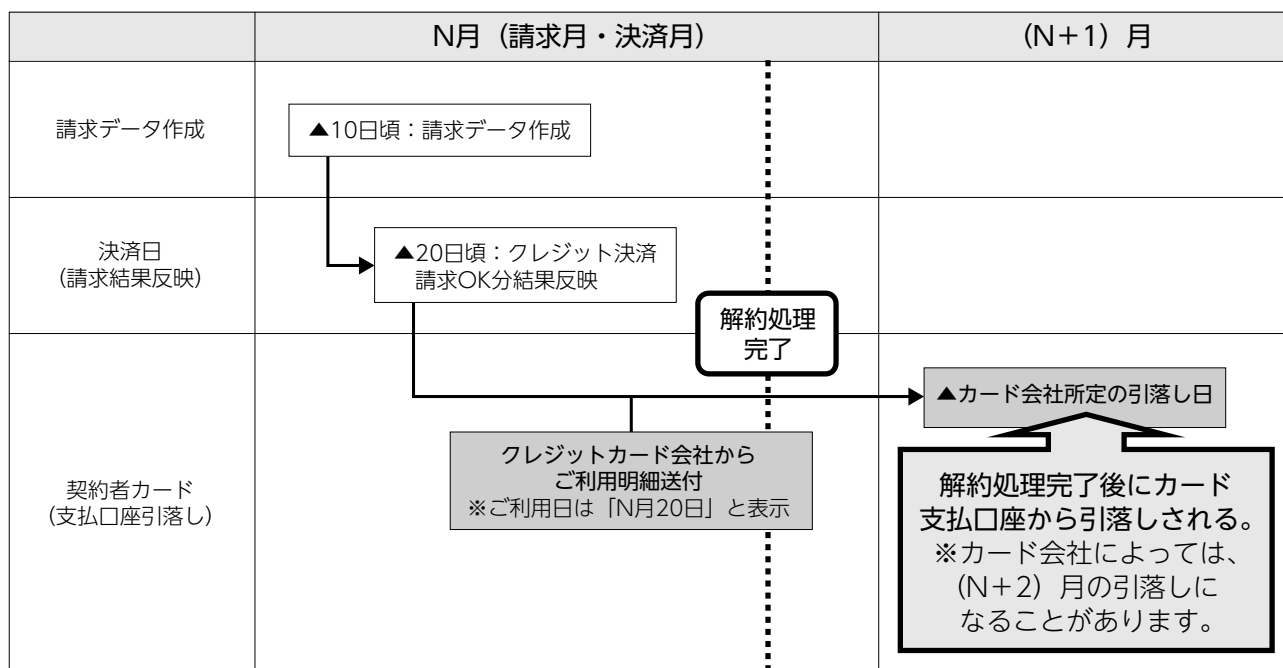 N月（請求月・決済月）
（N＋1）月
請求データ作成
▲10日頃：請求データ作成
決済日
（請求結果反映）
▲20日頃：クレジット決済
請求OK分結果反映
解約処理
完了
契約者カード
（支払口座引落し）
▲カード会社所定の引落し日
クレジットカード会社から
ご利用明細送付
※ご利用日は「N月20日」と表示
解約処理完了後にカード
支払口座から引落しされる。
※カード会社によっては、
（N＋2）月の引落しに
なることがあります。